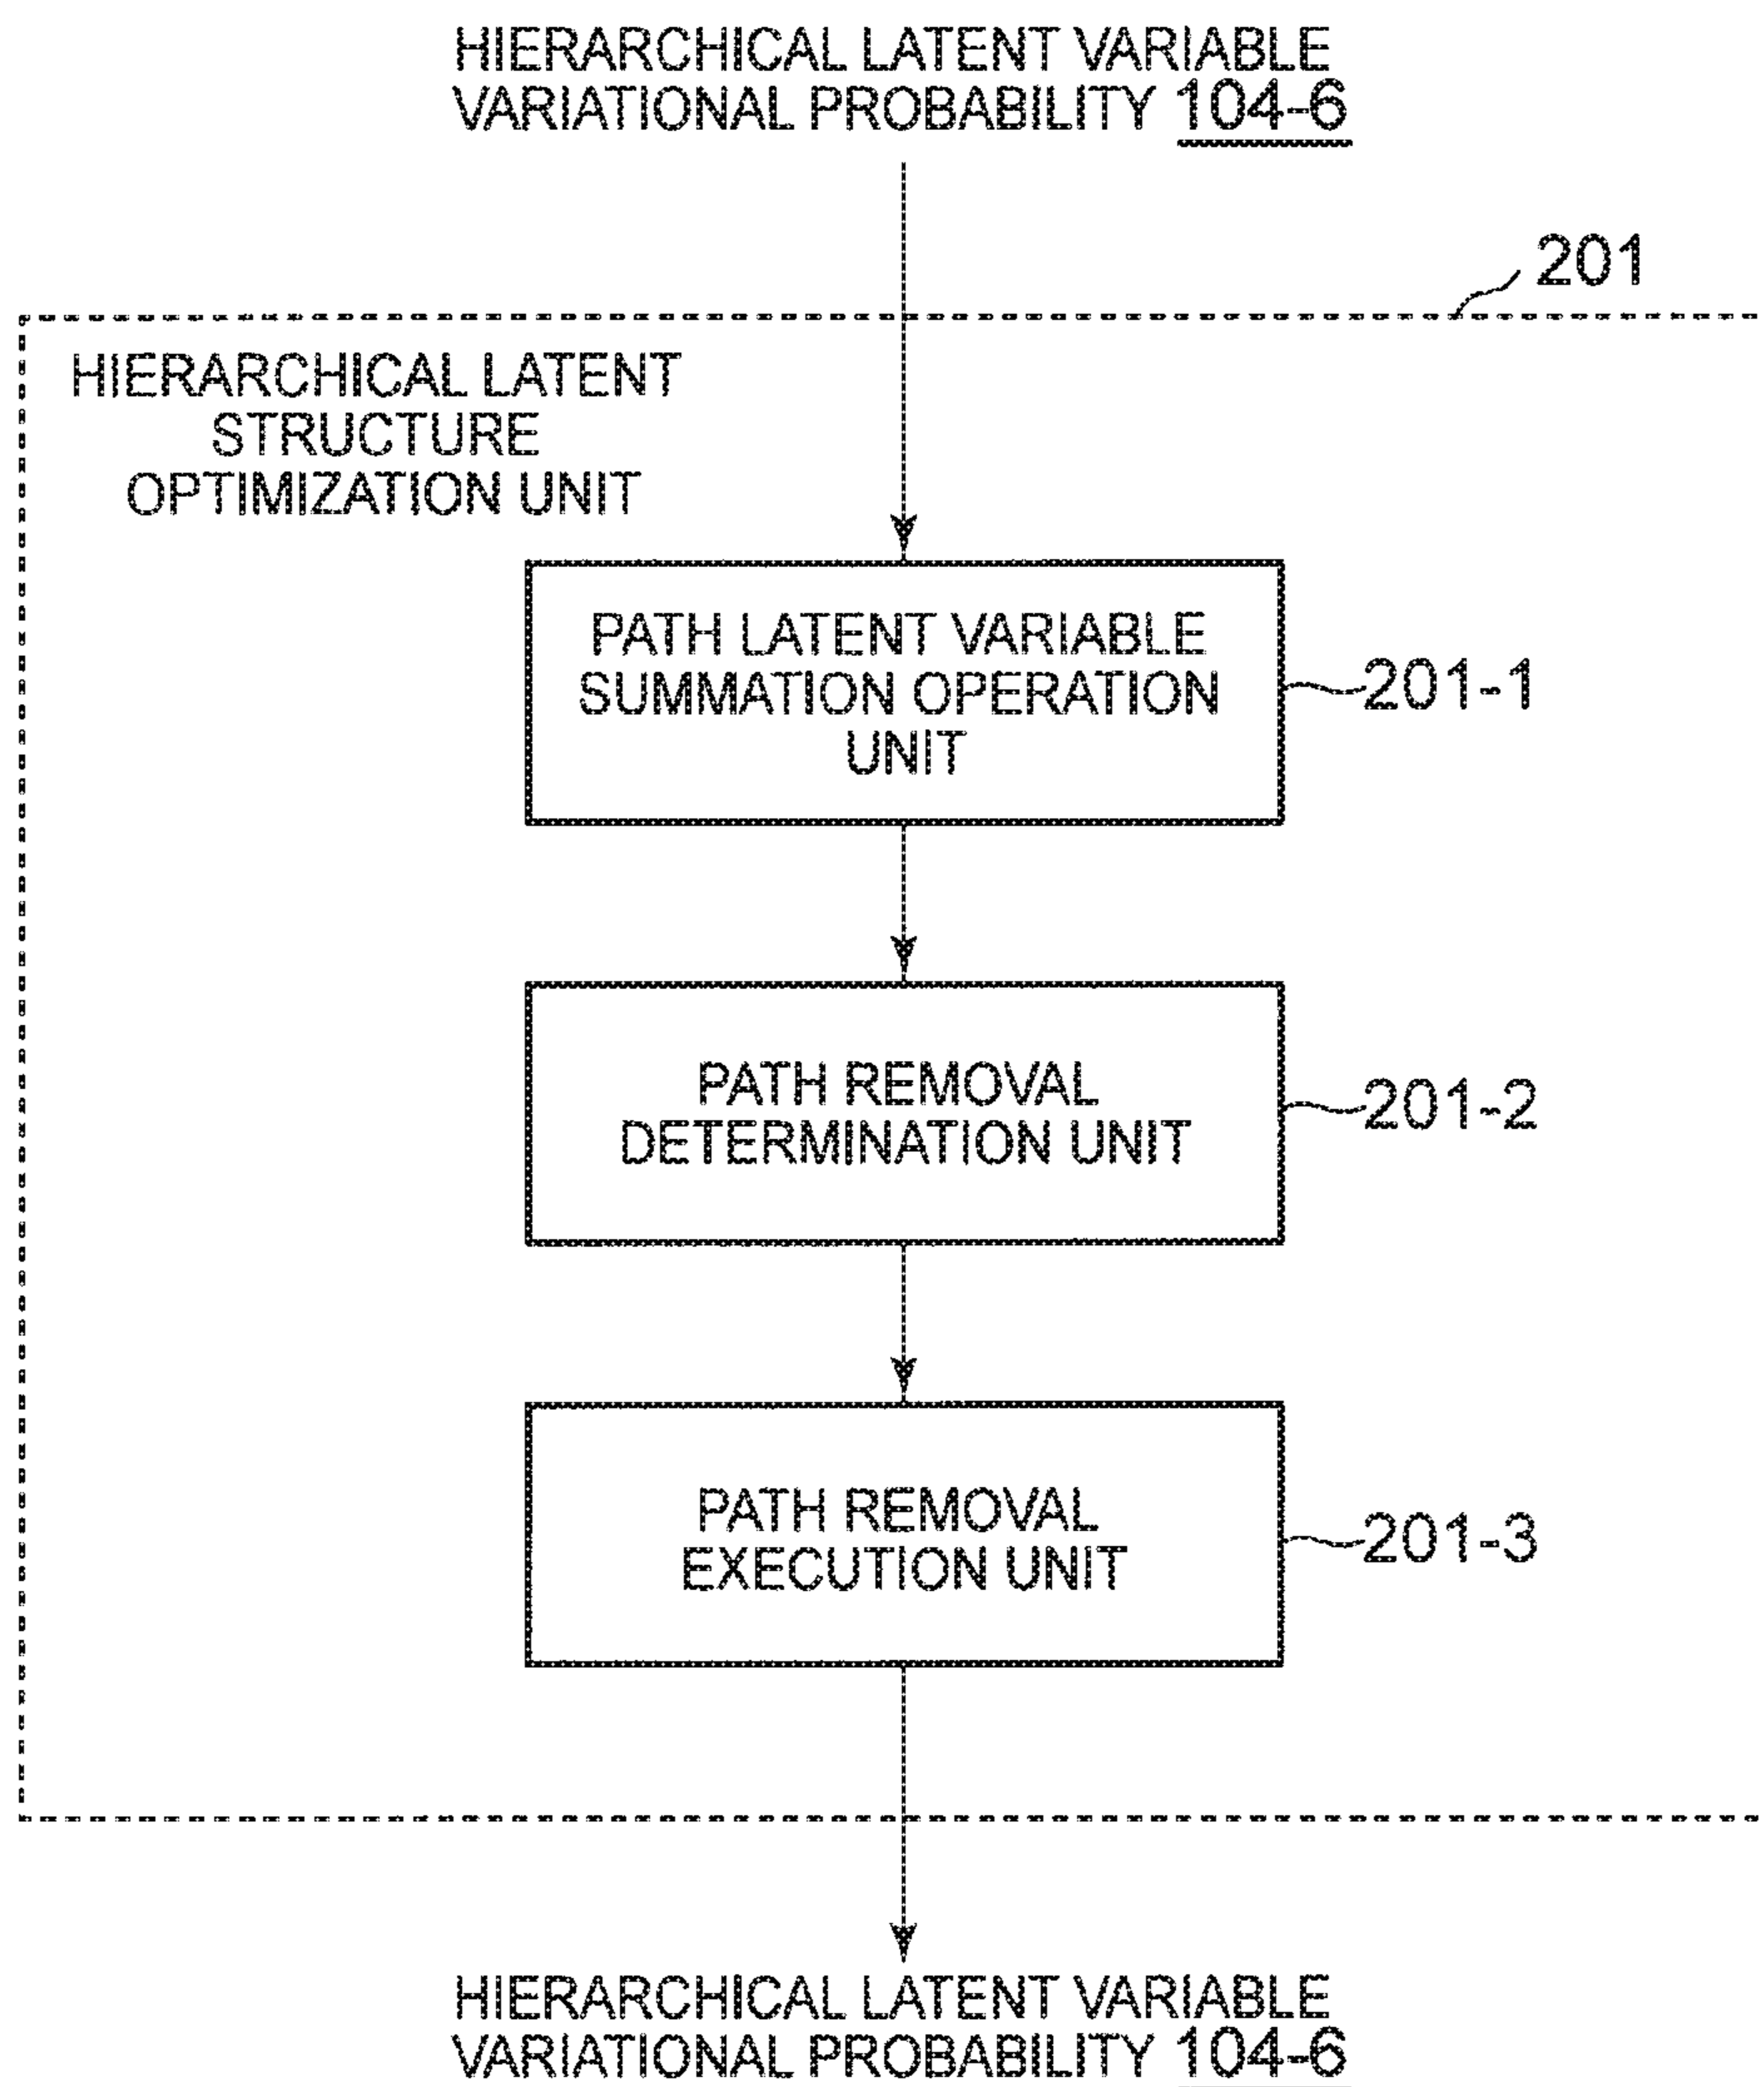 HIERARCHICAL LATENT VARIABLE
VARIATIONAL PROBABILITY 104-6
201
HIERARCHICAL LATENT
STRUCTURE
OPTIMIZATION UNIT
PATH LATENT VARIABLE
SUMMATION OPERATION
UNIT
201-1
PATH REMOVAL
DETERMINATION UNIT
201-2
PATH REMOVAL
EXECUTION UNIT
201-3
HIERARCHICAL LATENT VARIABLE
VARIATIONAL PROBABILITY 104-6